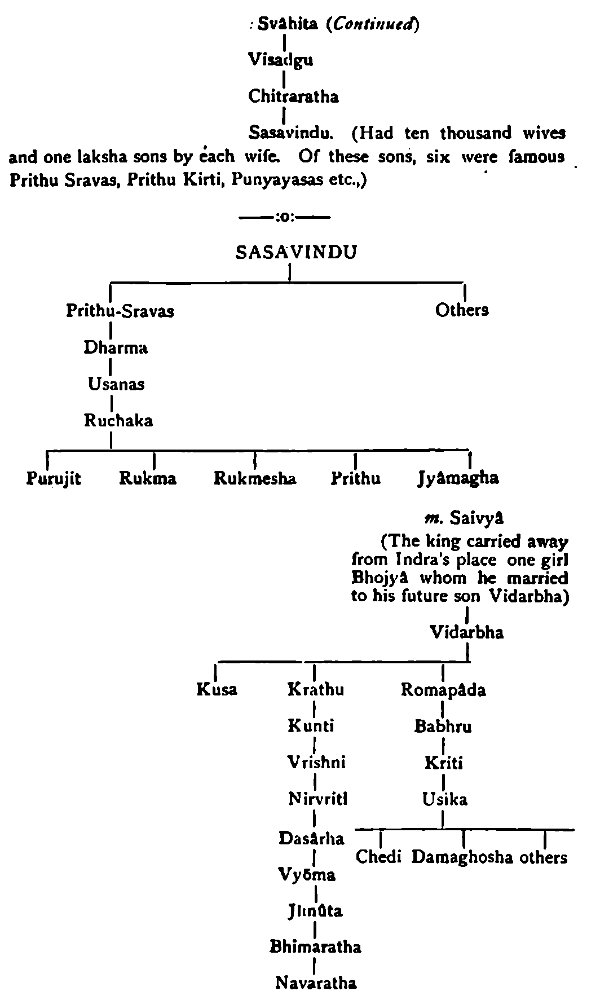 : Svâhita (Continued)
Visadgu
Chitraratha
Sasavindu. (Had ten thousand wives
and one laksha sons by each wife. Of these sons, six were famous
Prithu Sravas, Prithu Kirti, Punyayasas etc.,)
——:o:——
SASAVINDU
Prithu-Sravas Others
Dharma
Usanas
Ruchaka
Purujit Rukma Rukmesha Prithu Jyâmagha
m. Saivyâ
(The king carried away
from Indra's place one girl
Bhojyâ whom he married
to his future son Vidarbha)
Vidarbha
Kusa Krathu Romapâda
Kunti Babhru
Vrishni Kriti
Nirvriti Usika
Dasârha
Chedi Damaghosha others
Vyōma
Jimûta
Bhimaratha
Navaratha